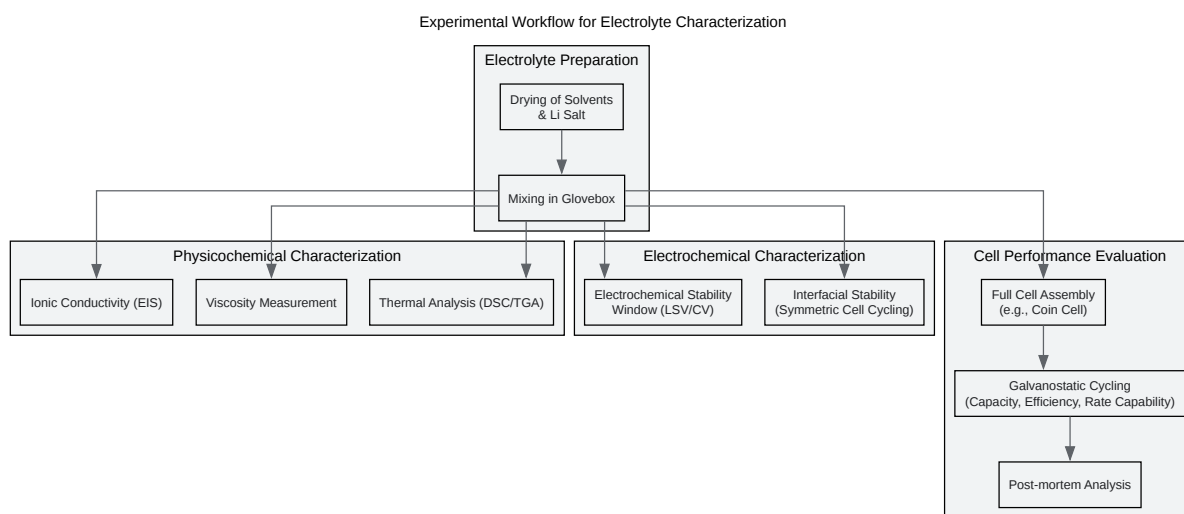 Experimental Workflow for Electrolyte Characterization
Electrolyte Preparation
Drying of Solvents
& Li Salt
Mixing in Glovebox
Physicochemical Characterization
Ionic Conductivity (EIS)
Viscosity Measurement
Thermal Analysis (DSC/TGA)
Electrochemical Characterization
Electrochemical Stability
Window (LSV/CV)
Interfacial Stability
(Symmetric Cell Cycling)
Cell Performance Evaluation
Full Cell Assembly
(e.g., Coin Cell)
Galvanostatic Cycling
(Capacity, Efficiency, Rate Capability)
Post-mortem Analysis